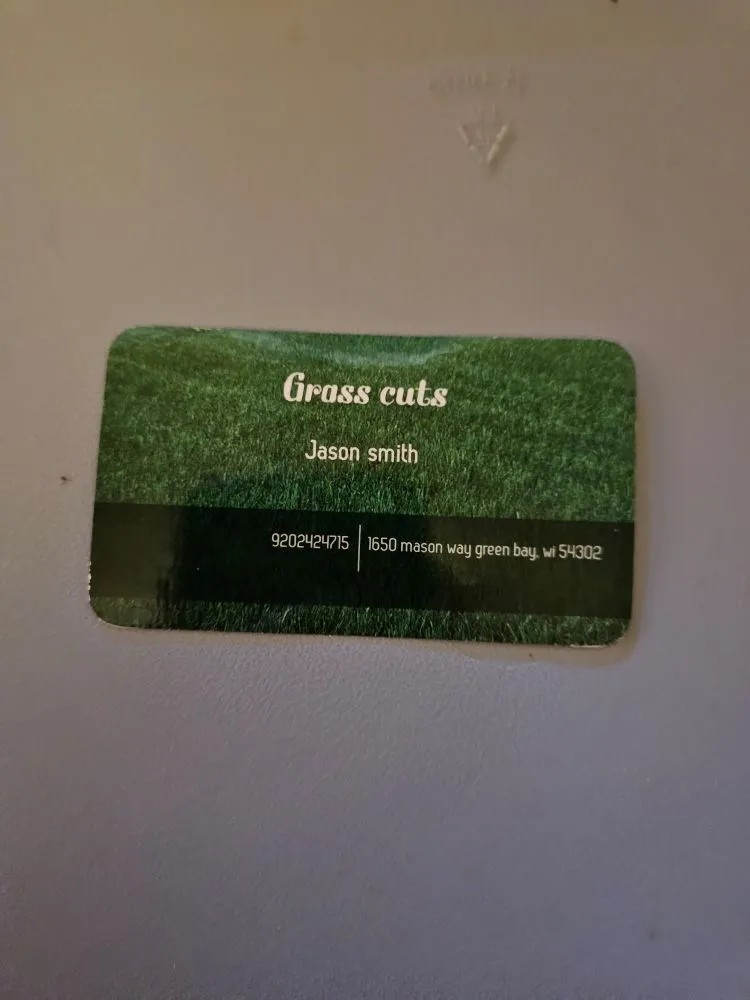 Grass cuts
Jason smith
9202424715 | 1650 mason way green bay, wi 54302